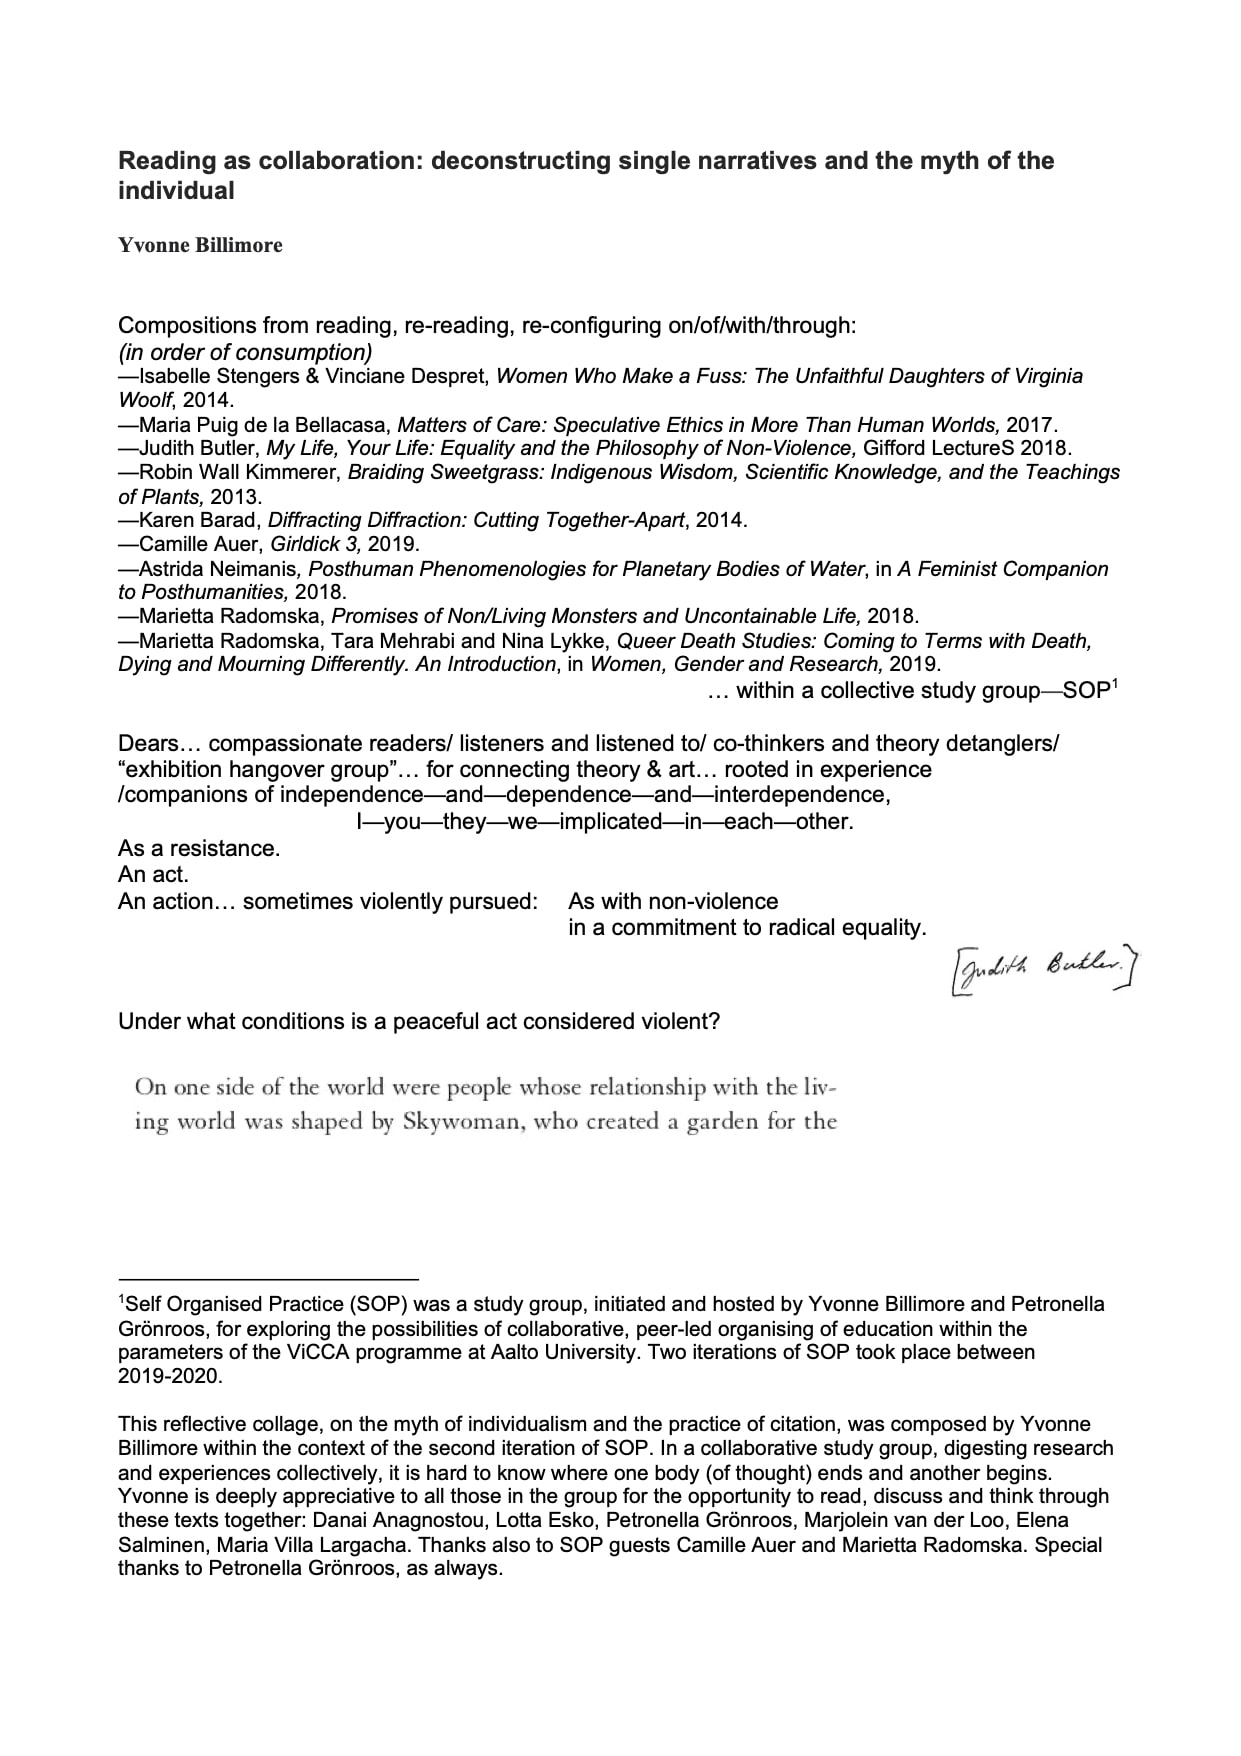 Reading as collaboration: deconstructing single narratives and the myth of the
individual
Yvonne Billimore
Compositions from reading, re-reading, re-configuring on/of/with/through:
(in order of consumption)
—Isabelle Stengers & Vinciane Despret, Women Who Make a Fuss: The Unfaithful Daughters of Virginia
Woolf, 2014.
—Maria Puig de la Bellacasa, Matters of Care: Speculative Ethics in More Than Human Worlds, 2017.
—Judith Butler, My Life, Your Life: Equality and the Philosophy of Non-Violence, Gifford LectureS 2018.
—Robin Wall Kimmerer, Braiding Sweetgrass: Indigenous Wisdom, Scientific Knowledge, and the Teachings
of Plants, 2013.
—Karen Barad, Diffracting Diffraction: Cutting Together-Apart, 2014.
—Camille Auer, Girldick 3, 2019.
—Astrida Neimanis, Posthuman Phenomenologies for Planetary Bodies of Water, in A Feminist Companion
to Posthumanities, 2018.
—Marietta Radomska, Promises of Non/Living Monsters and Uncontainable Life, 2018.
—Marietta Radomska, Tara Mehrabi and Nina Lykke, Queer Death Studies: Coming to Terms with Death,
Dying and Mourning Differently. An Introduction, in Women, Gender and Research, 2019.
… within a collective study group—SOP¹
Dears… compassionate readers/ listeners and listened to/ co-thinkers and theory detanglers/
“exhibition hangover group”… for connecting theory & art… rooted in experience
/companions of independence—and—dependence—and—interdependence,
I—you—they—we—implicated—in—each—other.
As a resistance.
An act.
An action… sometimes violently pursued: As with non-violence
in a commitment to radical equality.
[Judith Butler.]
Under what conditions is a peaceful act considered violent?
On one side of the world were people whose relationship with the liv-
ing world was shaped by Skywoman, who created a garden for the
¹Self Organised Practice (SOP) was a study group, initiated and hosted by Yvonne Billimore and Petronella
Grönroos, for exploring the possibilities of collaborative, peer-led organising of education within the
parameters of the ViCCA programme at Aalto University. Two iterations of SOP took place between
2019-2020.
This reflective collage, on the myth of individualism and the practice of citation, was composed by Yvonne
Billimore within the context of the second iteration of SOP. In a collaborative study group, digesting research
and experiences collectively, it is hard to know where one body (of thought) ends and another begins.
Yvonne is deeply appreciative to all those in the group for the opportunity to read, discuss and think through
these texts together: Danai Anagnostou, Lotta Esko, Petronella Grönroos, Marjolein van der Loo, Elena
Salminen, Maria Villa Largacha. Thanks also to SOP guests Camille Auer and Marietta Radomska. Special
thanks to Petronella Grönroos, as always.